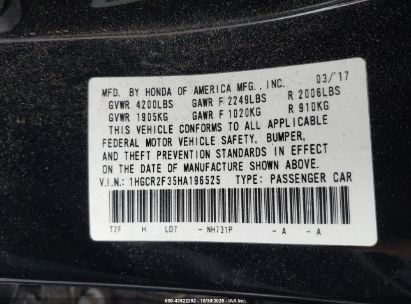 MFD. BY HONDA OF AMERICA MFG., INC. 03/'17
GVWR 4200LBS GAWR F 2249LBS R 2006LBS
GVWR 1905KG GAWR F 1020KG R 910KG
THIS VEHICLE CONFORMS TO ALL APPLICABLE
FEDERAL MOTOR VEHICLE SAFETY, BUMPER,
AND THEFT PREVENTION STANDARDS IN EFFECT
ON THE DATE OF MANUFACTURE SHOWN ABOVE.
V.I.N.: 1HGCR2F35HA196525 TYPE: PASSENGER CAR
T2F H LD7 - NH731P - A - A